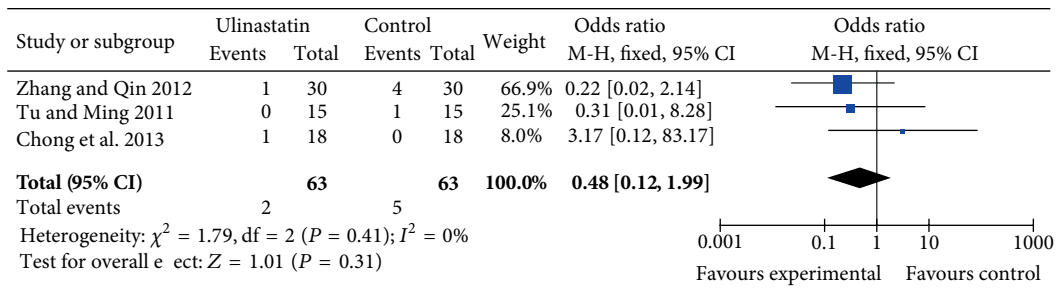 Study or subgroup Ulinastatin Control Weight Odds ratio Odds ratio
Events Total Events Total M-H, fixed, 95% CI M-H, fixed, 95% CI
Zhang and Qin 2012 1 30 4 30 66.9% 0.22 [0.02, 2.14]
Tu and Ming 2011 0 15 1 15 25.1% 0.31 [0.01, 8.28]
Chong et al. 2013 1 18 0 18 8.0% 3.17 [0.12, 83.17]
Total (95% CI) 63 63 100.0% 0.48 [0.12, 1.99]
Total events 2 5
Heterogeneity: χ² = 1.79, df = 2 (P = 0.41); I² = 0%
Test for overall e ect: Z = 1.01 (P = 0.31)
0.001 0.1 1 10 1000
Favours experimental Favours control